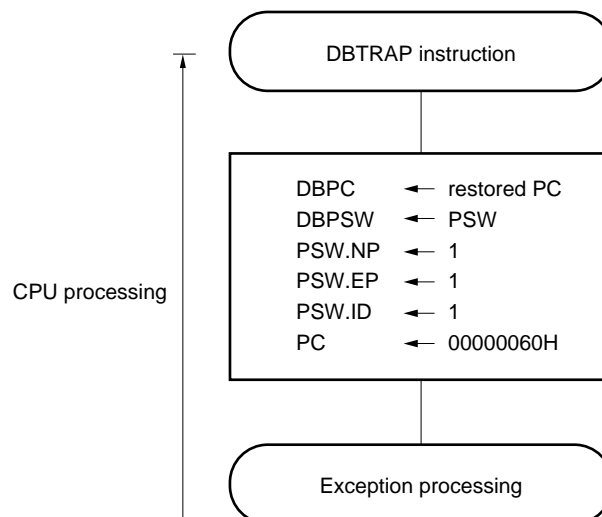 DBTRAP instruction
DBPC ← restored PC
DBPSW ← PSW
PSW.NP ← 1
PSW.EP ← 1
CPU processing
PSW.ID ← 1
PC ← 00000060H
Exception processing